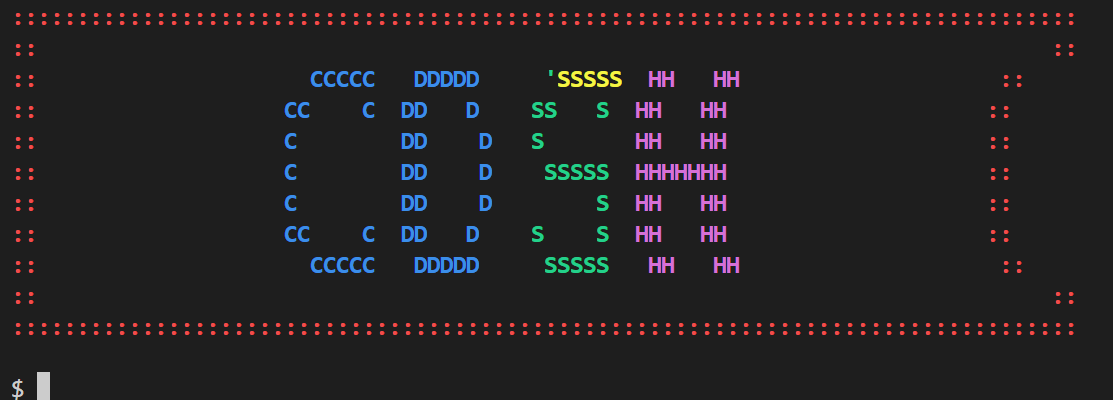 ::::::::::::::::::::::::::::::::::::::::::::::::::::::::::::::::::::::::::::::::::
::                                                                              ::
::                     CCCCC   DDDDD     'SSSSS  HH   HH                    ::
::                   CC    C  DD   D    SS   S  HH   HH                    ::
::                   C        DD    D   S       HH   HH                    ::
::                   C        DD    D    SSSSS  HHHHHHH                    ::
::                   C        DD    D        S  HH   HH                    ::
::                   CC    C  DD   D    S    S  HH   HH                    ::
::                     CCCCC   DDDDD     SSSSS   HH   HH                    ::
::                                                                              ::
::::::::::::::::::::::::::::::::::::::::::::::::::::::::::::::::::::::::::::::::::
$